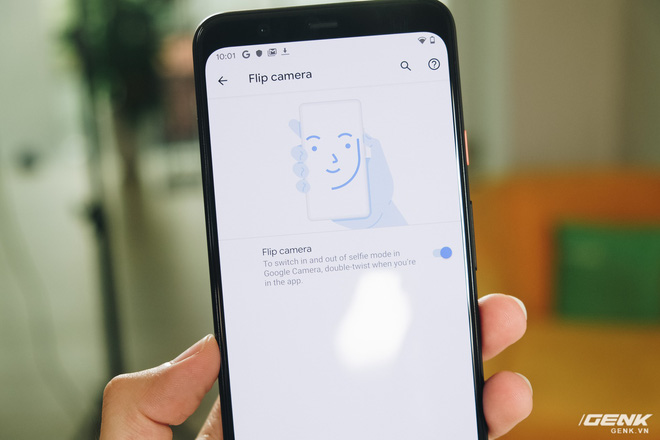 10:01 G
Flip camera
Flip camera
To switch in and out of selfie mode in
Google Camera, double-twist when you're
in the app.
/GENK
GENK.VN